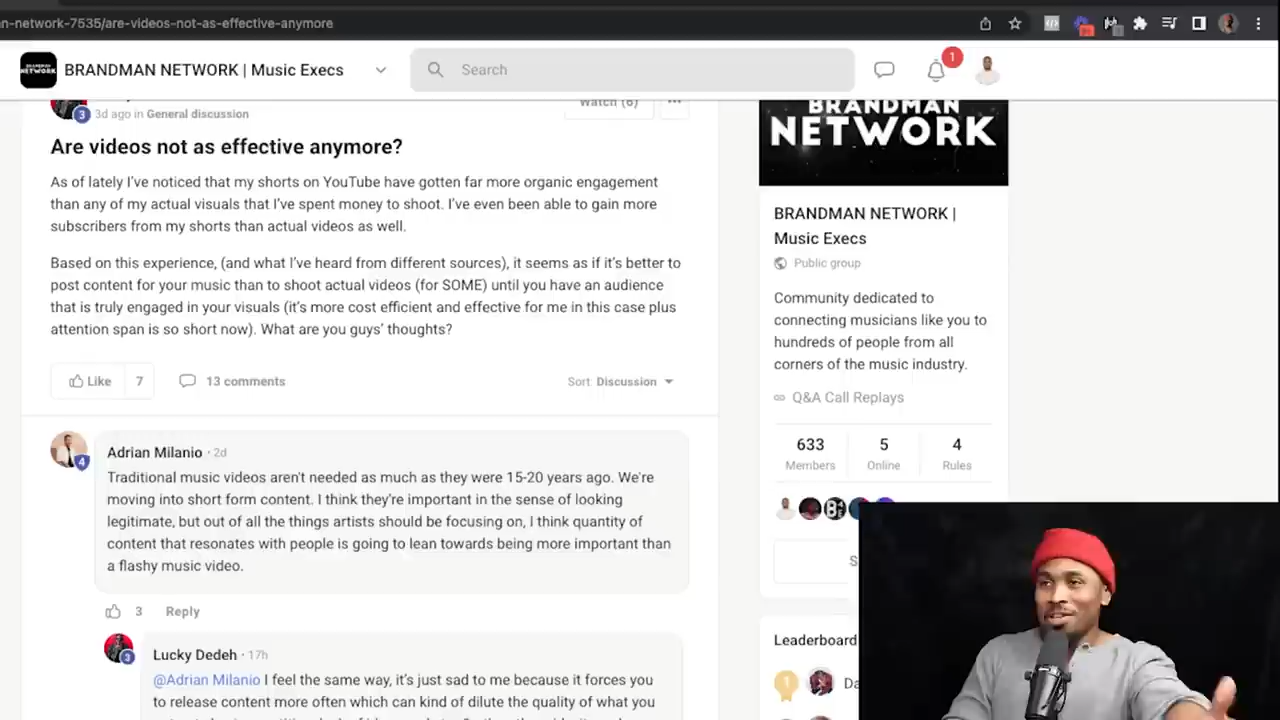 n-network-7535/are-videos-not-as-effective-anymore
BRANDMAN NETWORK | Music Execs
Search
1
3
3d ago in General discussion
Watch (6)
Are videos not as effective anymore?
As of lately I've noticed that my shorts on YouTube have gotten far more organic engagement
than any of my actual visuals that I've spent money to shoot. I've even been able to gain more
subscribers from my shorts than actual videos as well.
Based on this experience, (and what I've heard from different sources), it seems as if it's better to
post content for your music than to shoot actual videos (for SOME) until you have an audience
that is truly engaged in your visuals (it's more cost efficient and effective for me in this case plus
attention span is so short now). What are you guys' thoughts?
Like 7
13 comments
Sort: Discussion
4
Adrian Milanio · 2d
Traditional music videos aren't needed as much as they were 15-20 years ago. We're
moving into short form content. I think they're important in the sense of looking
legitimate, but out of all the things artists should be focusing on, I think quantity of
content that resonates with people is going to lean towards being more important than
a flashy music video.
3 Reply
3
Lucky Dedeh · 17h
@Adrian Milanio I feel the same way, it's just sad to me because it forces you
to release content more often which can kind of dilute the quality of what you
BRANDMAN
NETWORK
BRANDMAN NETWORK |
Music Execs
Public group
Community dedicated to
connecting musicians like you to
hundreds of people from all
corners of the music industry.
Q&A Call Replays
633 5 4
Members Online Rules
Leaderboard
1